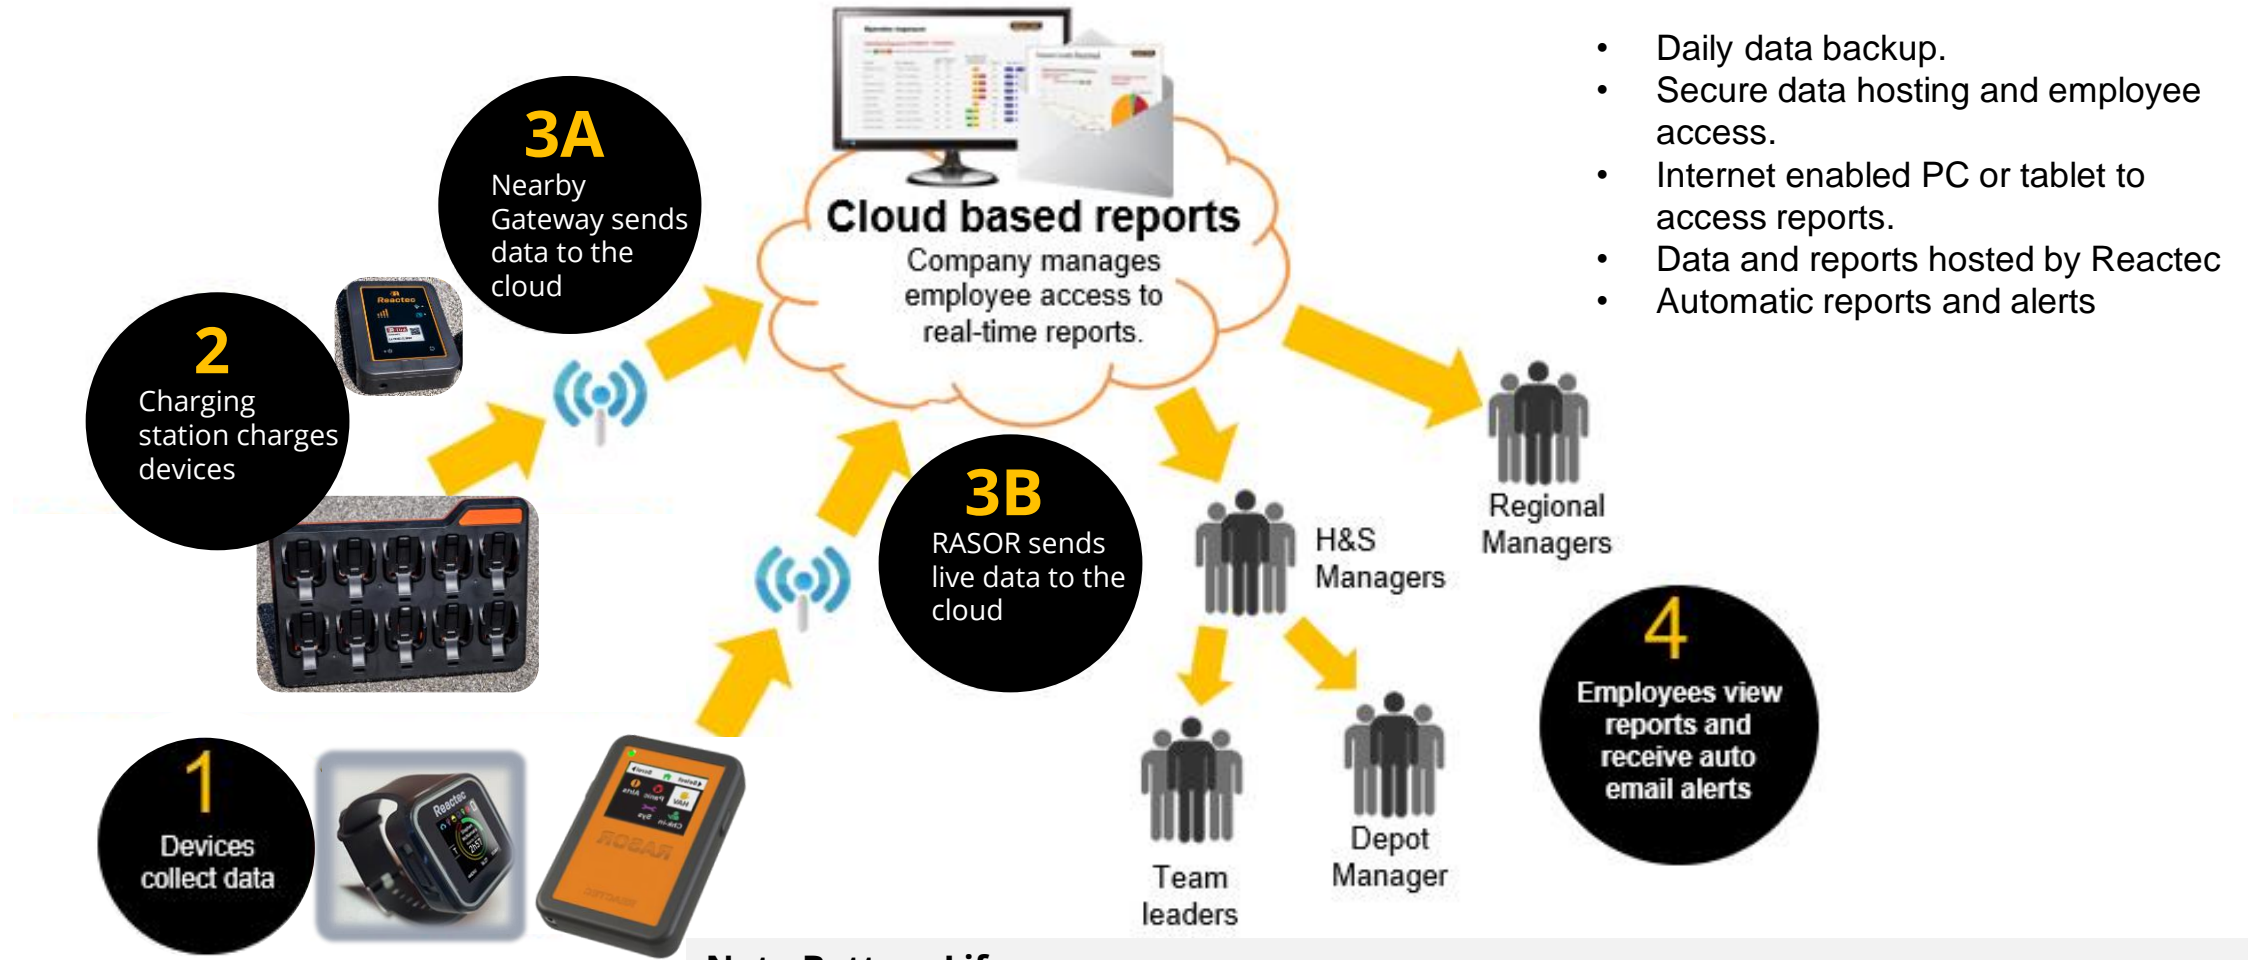 3A
Nearby
Gateway sends
data to the
cloud
2
Charging
station charges
devices
Reactec
Cloud based reports
Company manages
employee access to
real-time reports.
• Daily data backup.
• Secure data hosting and employee
access.
• Internet enabled PC or tablet to
access reports.
• Data and reports hosted by Reactec
• Automatic reports and alerts
3B
RASOR sends
live data to the
cloud
H&S
Managers
Regional
Managers
4
Employees view
reports and
receive auto
email alerts
1
Devices
collect data
Reactec
RASOR
REACTEC
Team
leaders
Depot
Manager